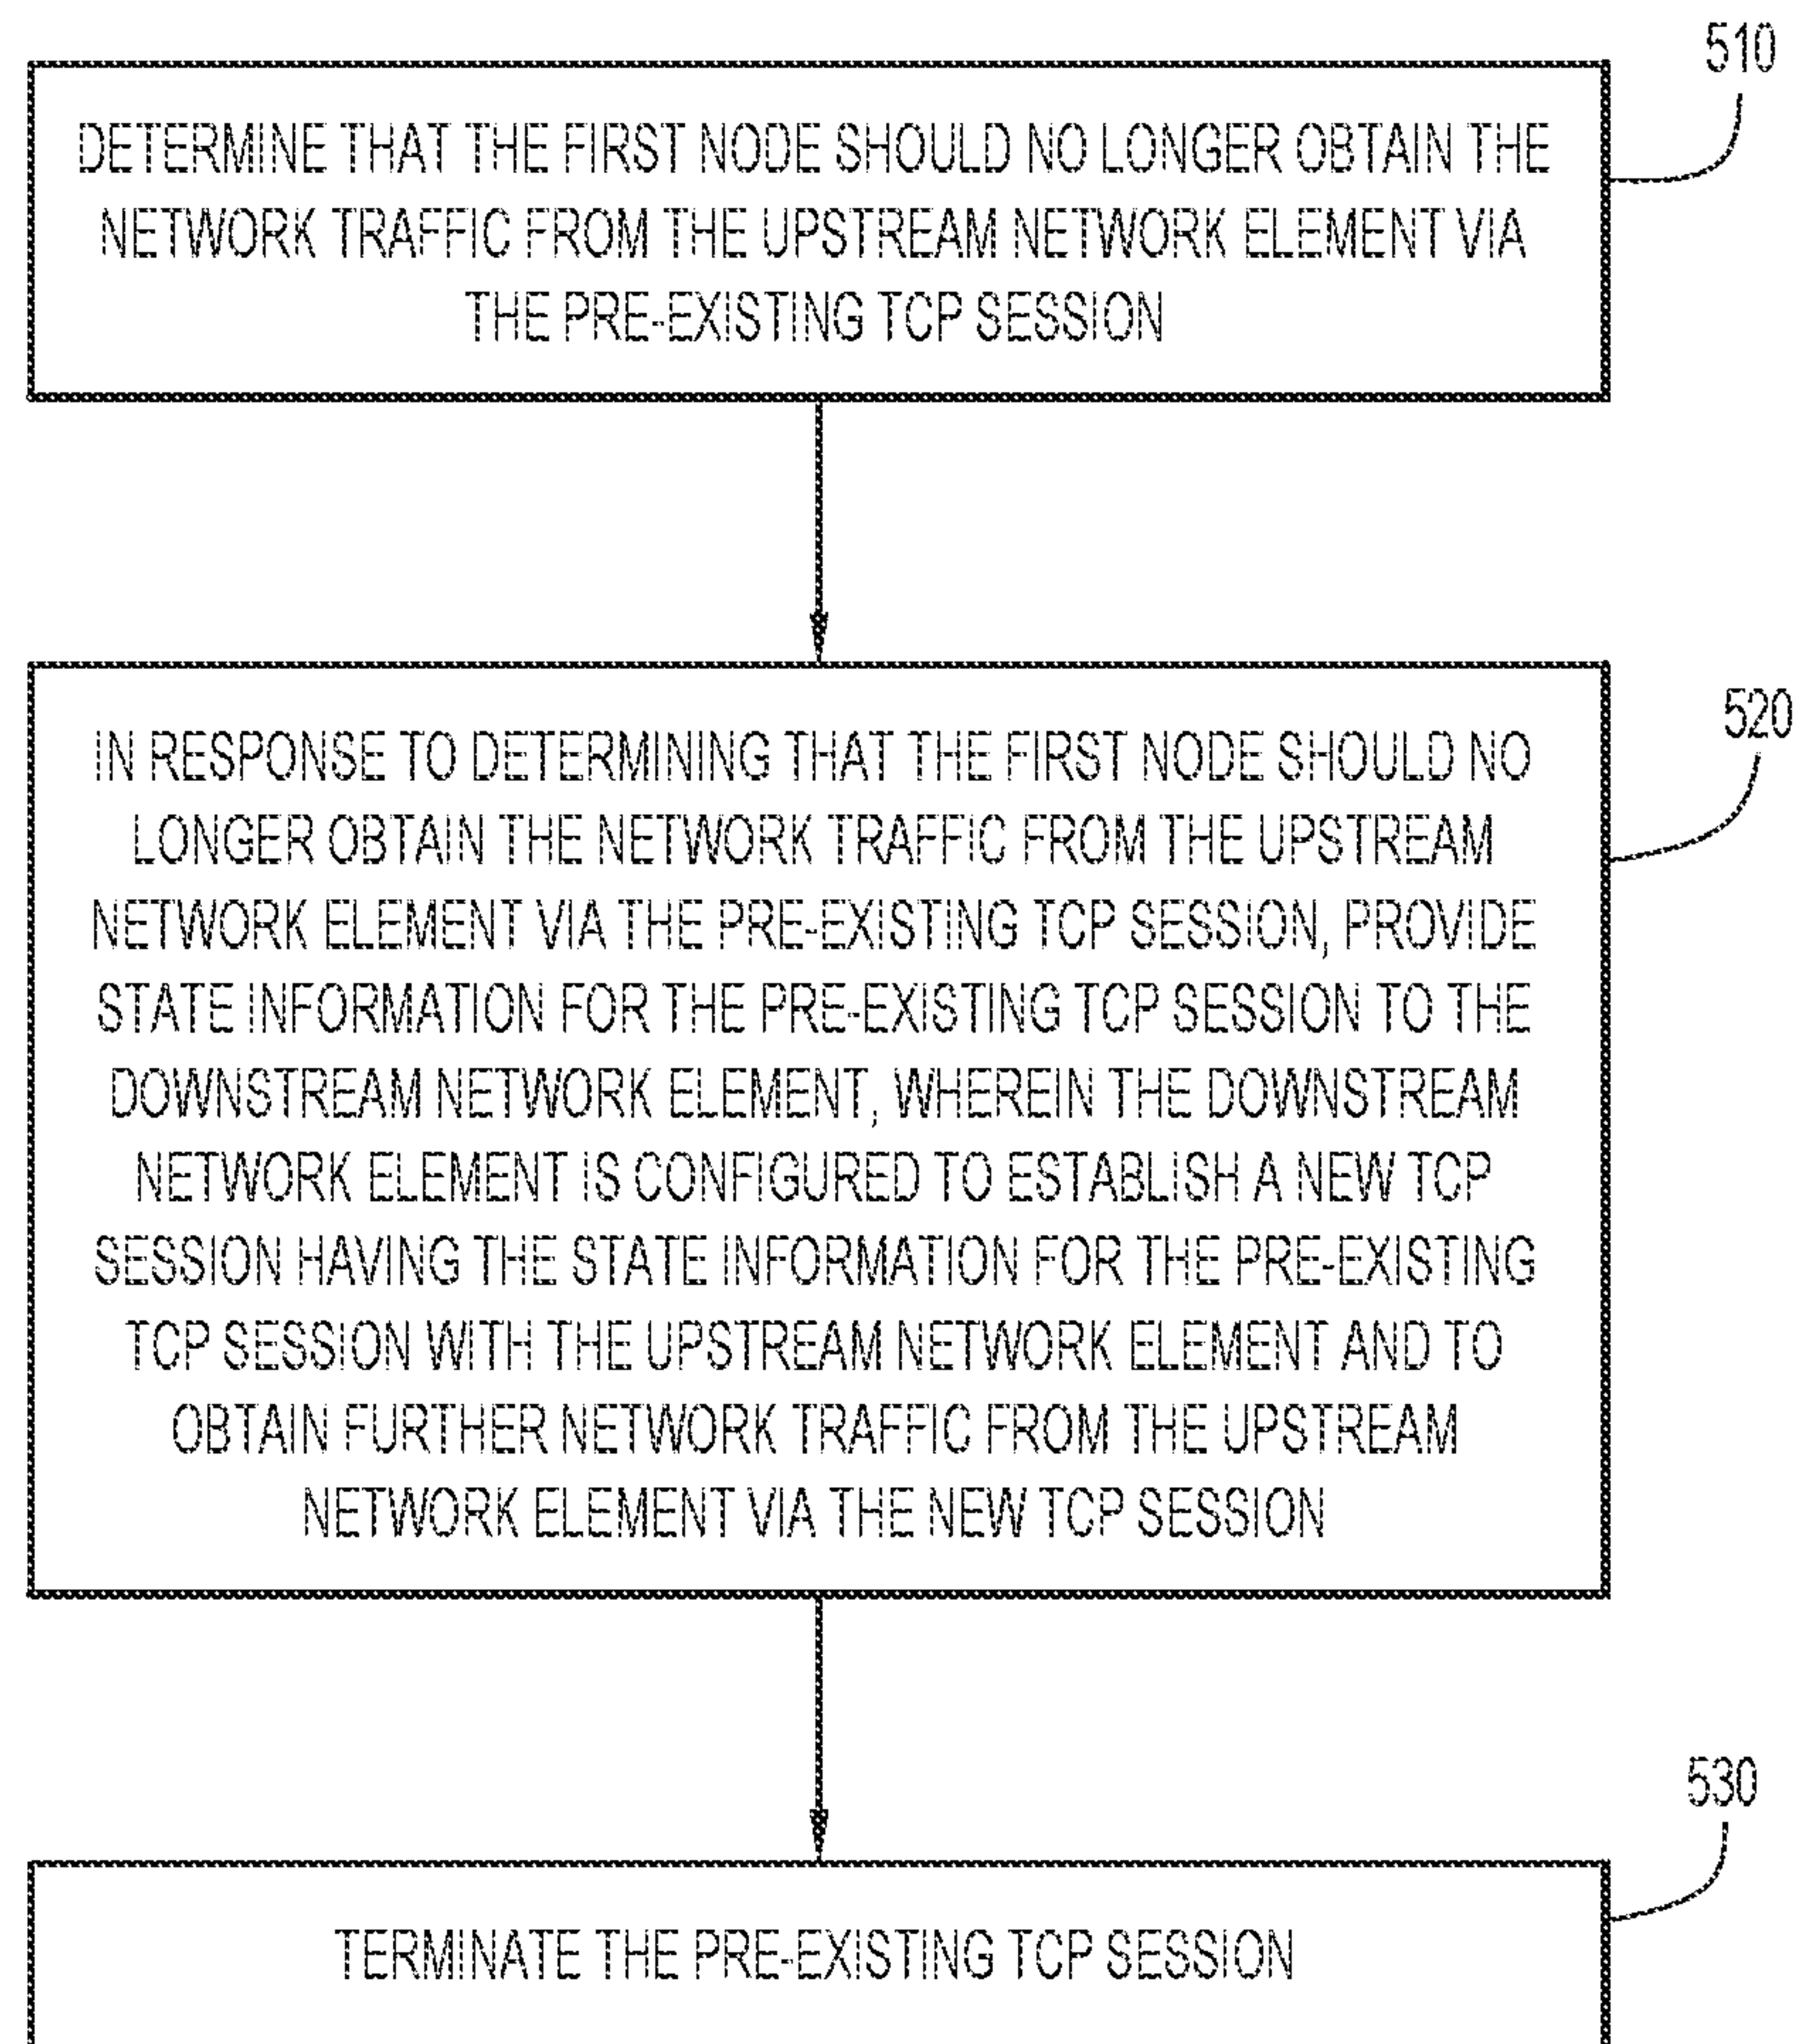 510
DETERMINE THAT THE FIRST NODE SHOULD NO LONGER OBTAIN THE
NETWORK TRAFFIC FROM THE UPSTREAM NETWORK ELEMENT VIA
THE PRE-EXISTING TCP SESSION
520
IN RESPONSE TO DETERMINING THAT THE FIRST NODE SHOULD NO
LONGER OBTAIN THE NETWORK TRAFFIC FROM THE UPSTREAM
NETWORK ELEMENT VIA THE PRE-EXISTING TCP SESSION, PROVIDE
STATE INFORMATION FOR THE PRE-EXISTING TCP SESSION TO THE
DOWNSTREAM NETWORK ELEMENT, WHEREIN THE DOWNSTREAM
NETWORK ELEMENT IS CONFIGURED TO ESTABLISH A NEW TCP
SESSION HAVING THE STATE INFORMATION FOR THE PRE-EXISTING
TCP SESSION WITH THE UPSTREAM NETWORK ELEMENT AND TO
OBTAIN FURTHER NETWORK TRAFFIC FROM THE UPSTREAM
NETWORK ELEMENT VIA THE NEW TCP SESSION
530
TERMINATE THE PRE-EXISTING TCP SESSION